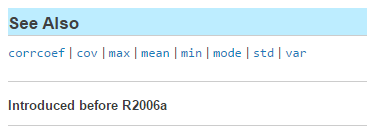 See Also
corrcoef | cov | max | mean | min | mode | std | var
Introduced before R2006a